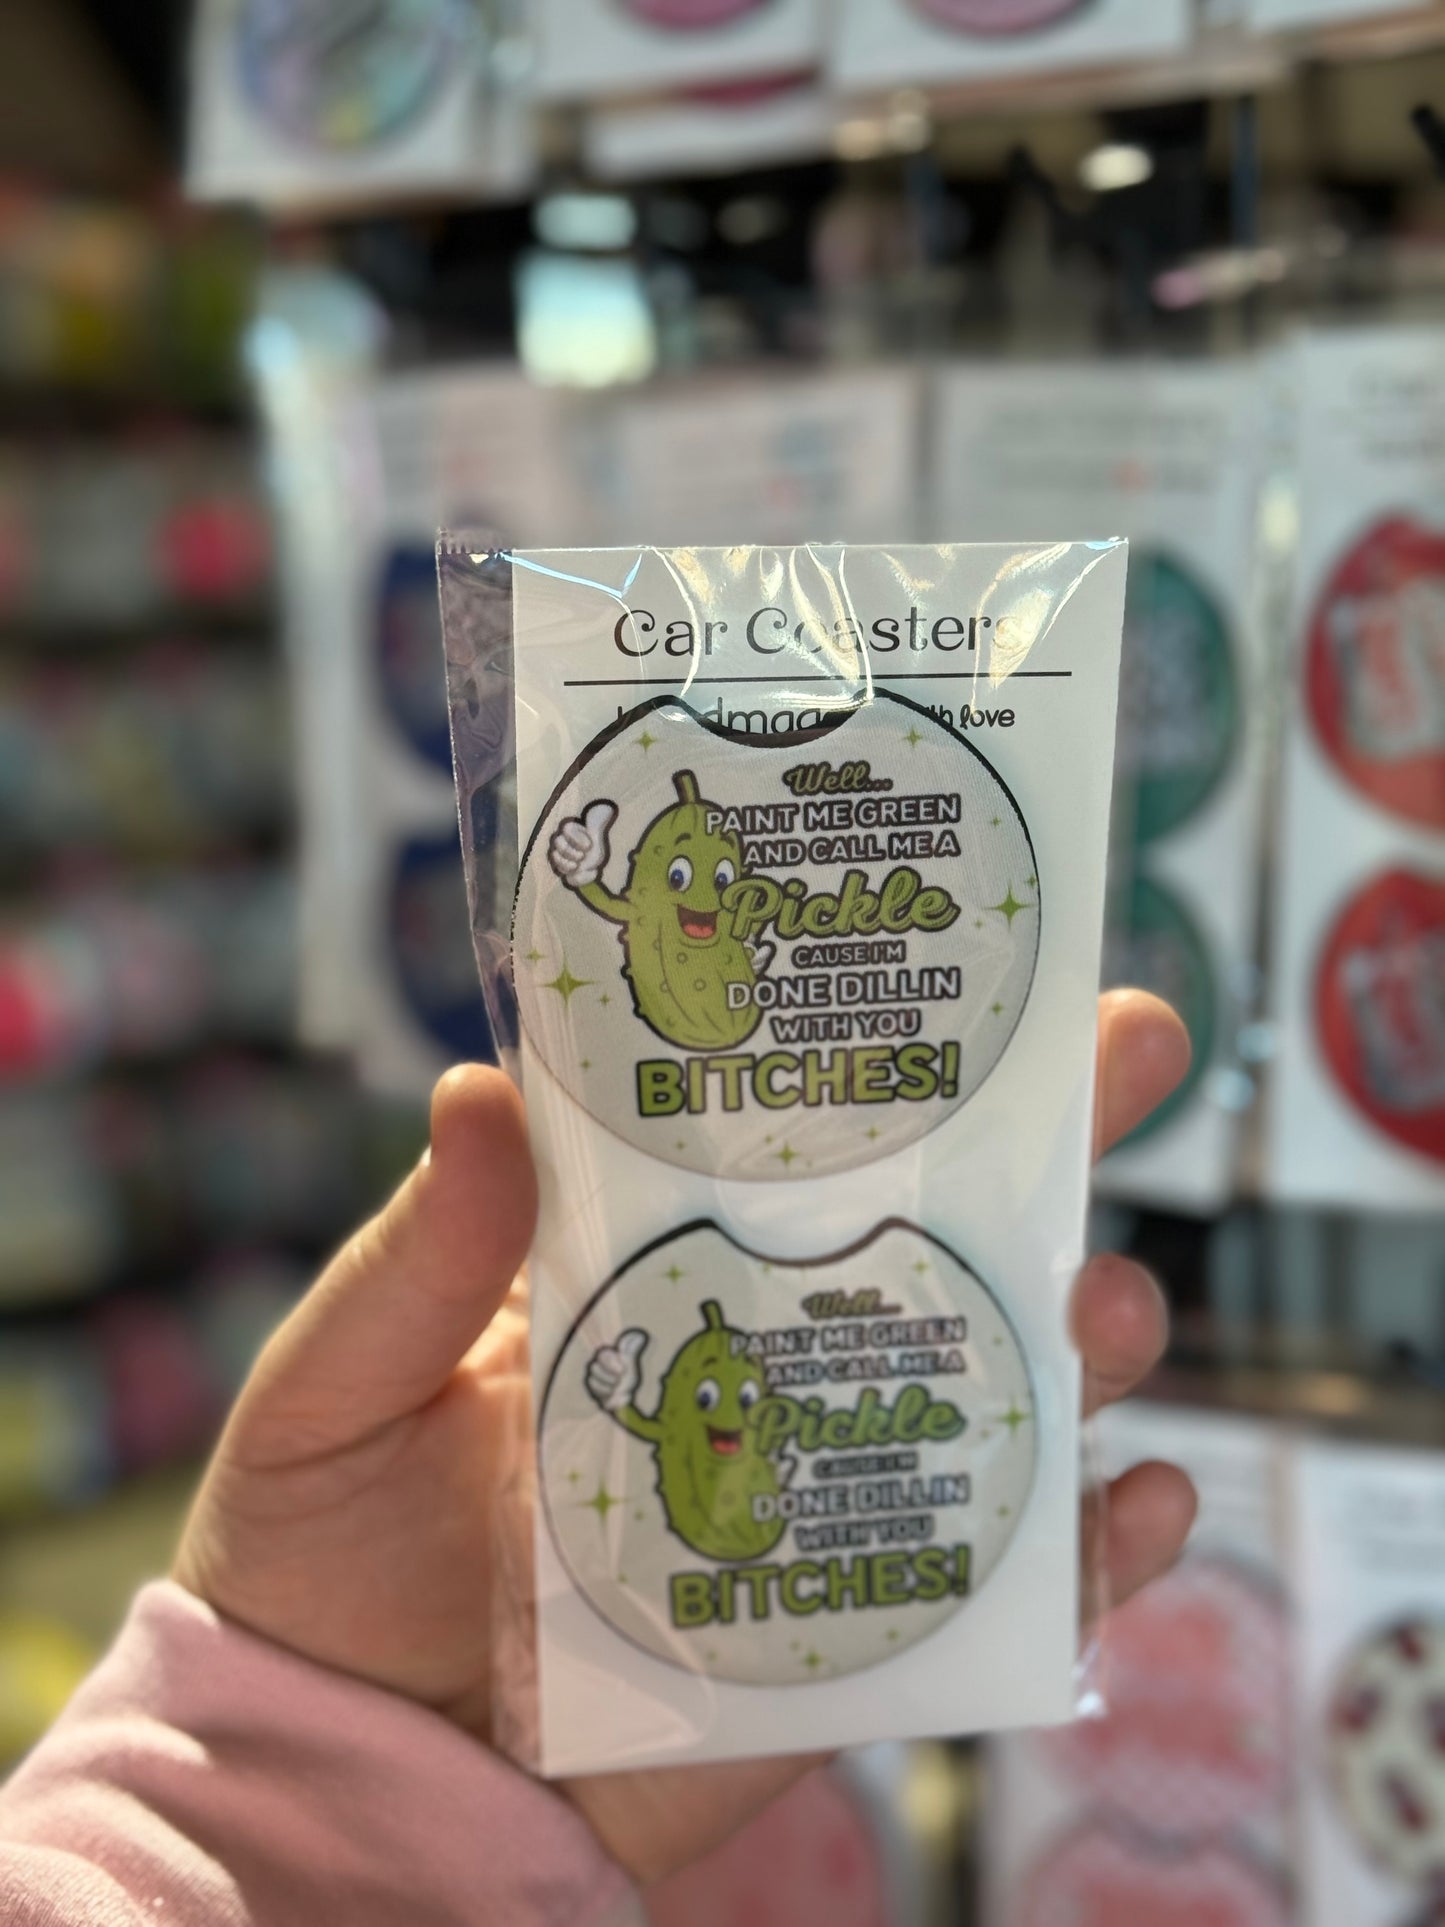 Car Coasters
handmade with love
Well...
PAINT ME GREEN
AND CALL ME A
Pickle
CAUSE I'M
DONE DILLIN
WITH YOU
BITCHES!
Well...
PAINT ME GREEN
AND CALL ME A
Pickle
CAUSE I'M
DONE DILLIN
WITH YOU
BITCHES!